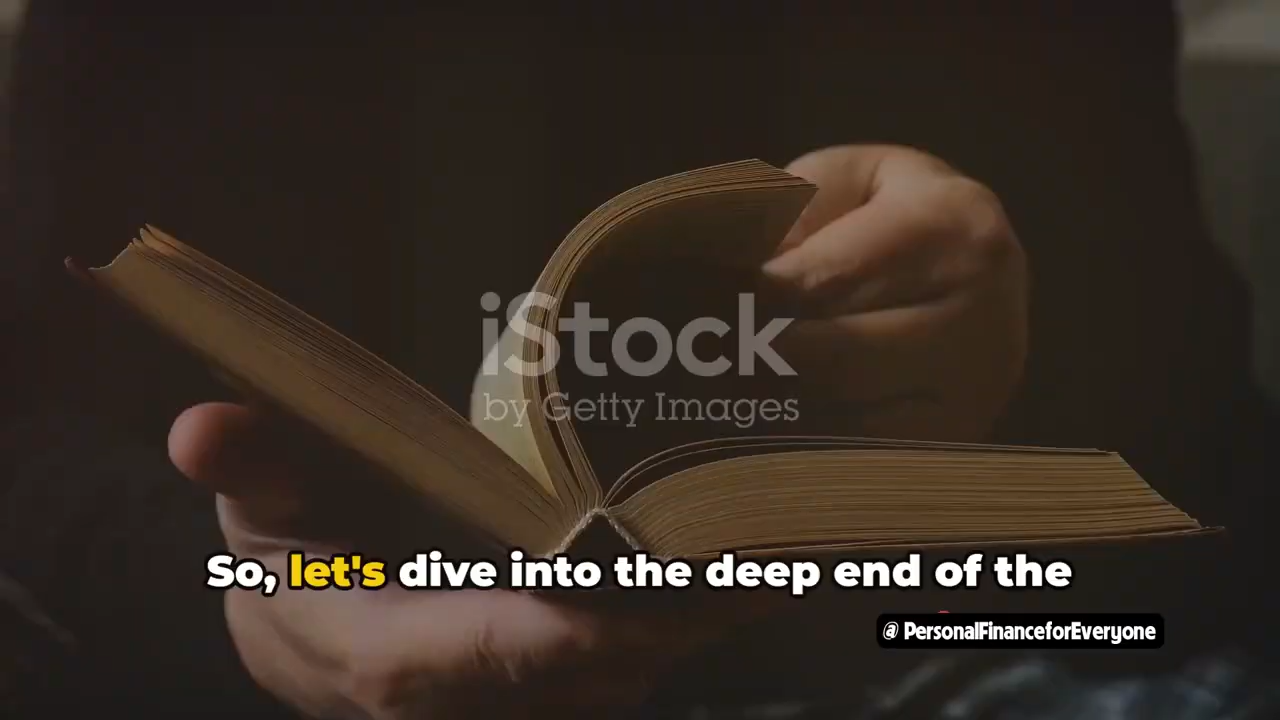 iStock
by Getty Images
So, let's dive into the deep end of the
@ PersonalFinanceforEveryone